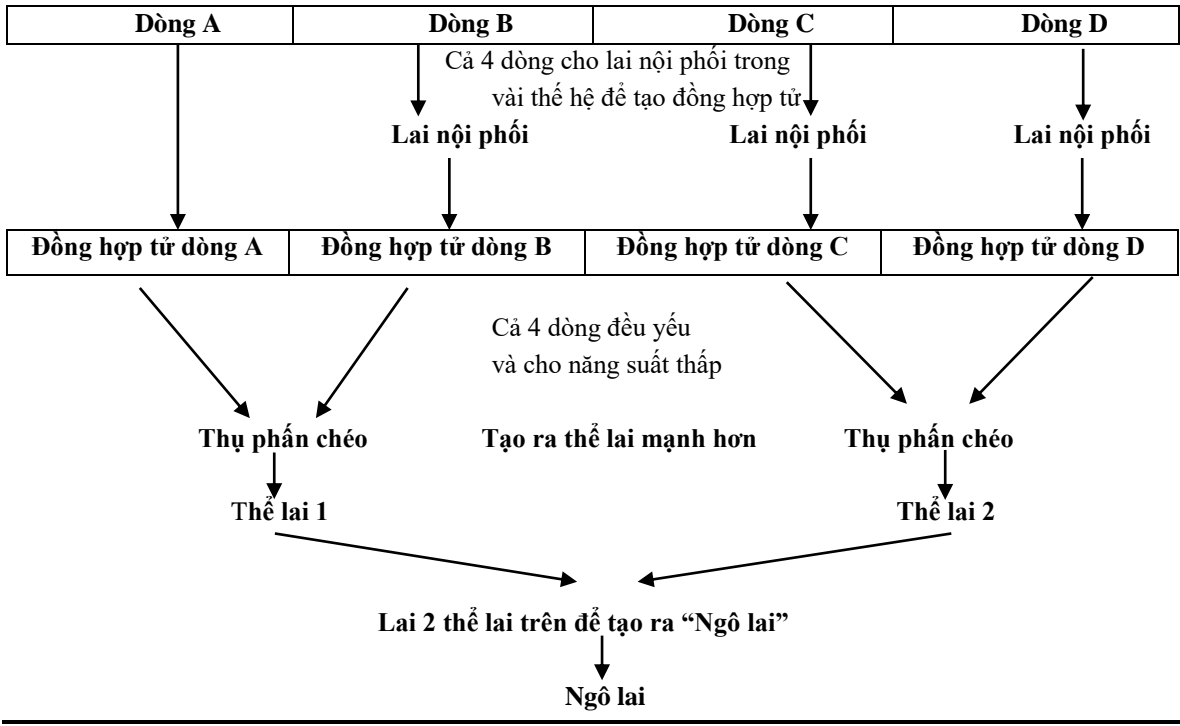 Dòng A Dòng B Dòng C Dòng D
Cả 4 dòng cho lai nội phối trong
vài thế hệ để tạo đồng hợp tử
Lai nội phối Lai nội phối Lai nội phối
Đồng hợp tử dòng A Đồng hợp tử dòng B Đồng hợp tử dòng C Đồng hợp tử dòng D
Cả 4 dòng đều yếu
và cho năng suất thấp
Thụ phấn chéo Tạo ra thể lai mạnh hơn Thụ phấn chéo
Thể lai 1 Thể lai 2
Lai 2 thể lai trên để tạo ra “Ngô lai”
Ngô lai